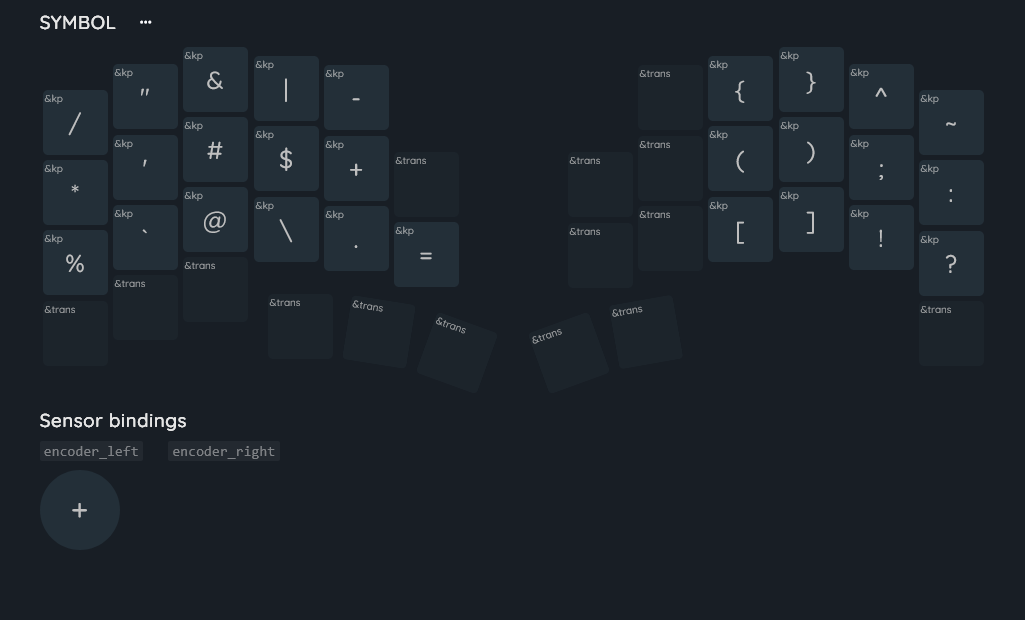 SYMBOL ...
&kp / &kp " &kp & &kp | &kp - &trans &kp { &kp } &kp ^ &kp ~
&kp * &kp ' &kp # &kp $ &kp + &trans &trans &trans &kp ( &kp ) &kp ; &kp :
&kp % &kp ` &kp @ &kp \ &kp . &kp = &trans &trans &kp [ &kp ] &kp ! &kp ?
&trans &trans &trans &trans &trans &trans &trans &trans &trans
Sensor bindings
encoder_left encoder_right
+